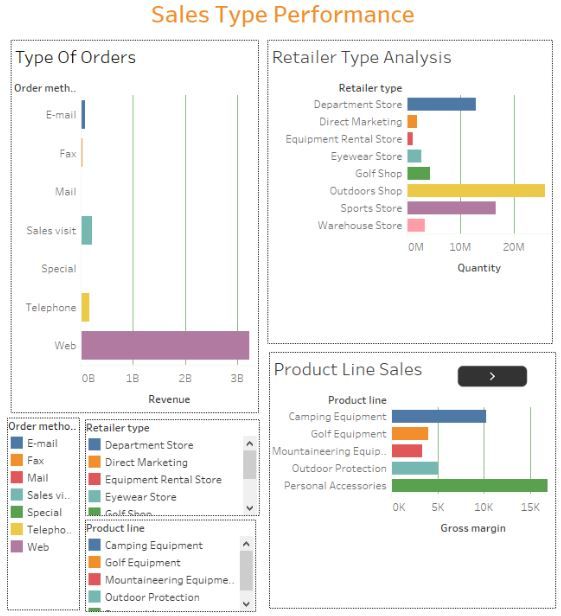 Sales Type Performance
Type Of Orders
Order meth..
E-mail
Fax
Mail
Sales visit
Special
Telephone
Web
0B 1B 2B 3B
Revenue
Retailer Type Analysis
Retailer type
Department Store
Direct Marketing
Equipment Rental Store
Eyewear Store
Golf Shop
Outdoors Shop
Sports Store
Warehouse Store
0M 10M 20M
Quantity
Product Line Sales
>
Product line
Camping Equipment
Golf Equipment
Mountaineering Equip..
Outdoor Protection
Personal Accessories
0K 5K 10K 15K
Gross margin
Order metho..
E-mail
Fax
Mail
Sales vi..
Special
Telepho..
Web
Retailer type
Department Store
Direct Marketing
Equipment Rental Store
Eyewear Store
Golf Shop
Product line
Camping Equipment
Golf Equipment
Mountaineering Equipme..
Outdoor Protection